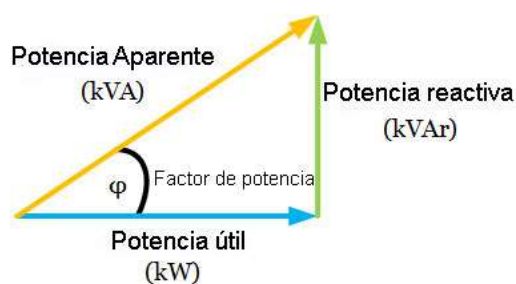 Potencia Aparente
(kVA)
Potencia reactiva
(kVAr)
φ
Factor de potencia
Potencia útil
(kW)